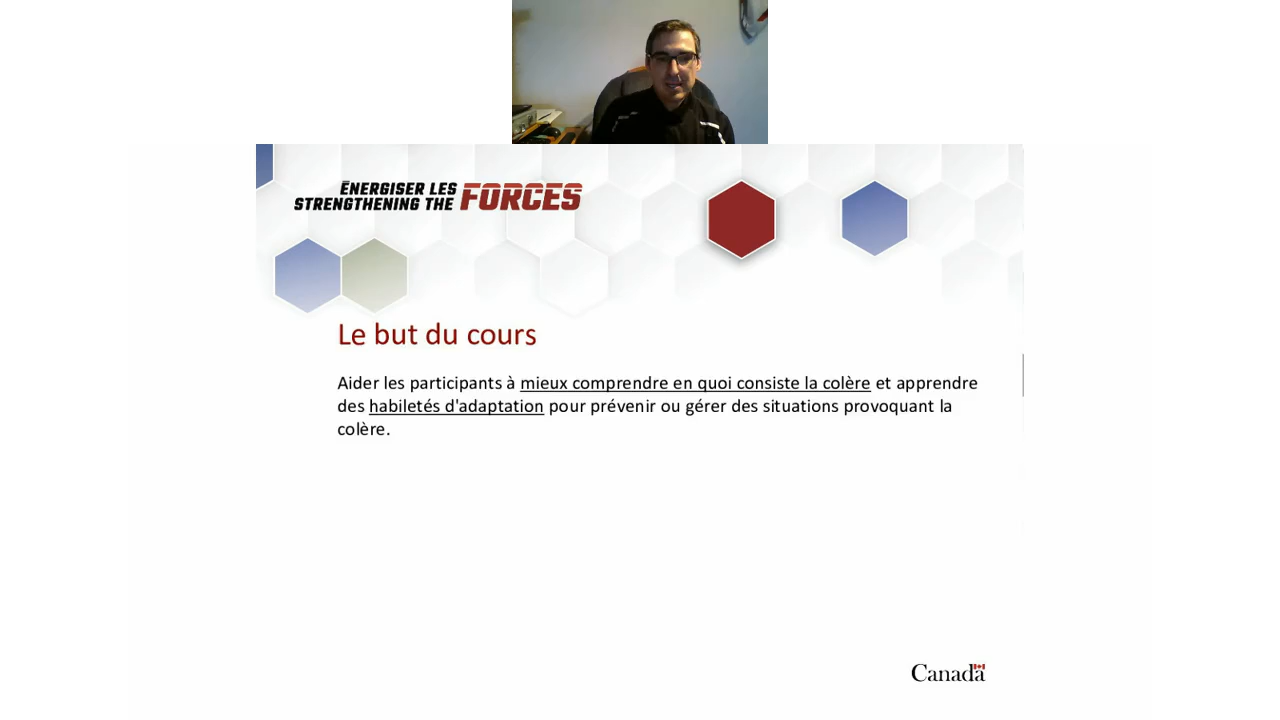 ÉNERGISER LES
STRENGTHENING THE FORCES
Le but du cours
Aider les participants à mieux comprendre en quoi consiste la colère et apprendre
des habiletés d'adaptation pour prévenir ou gérer des situations provoquant la
colère.
Canada